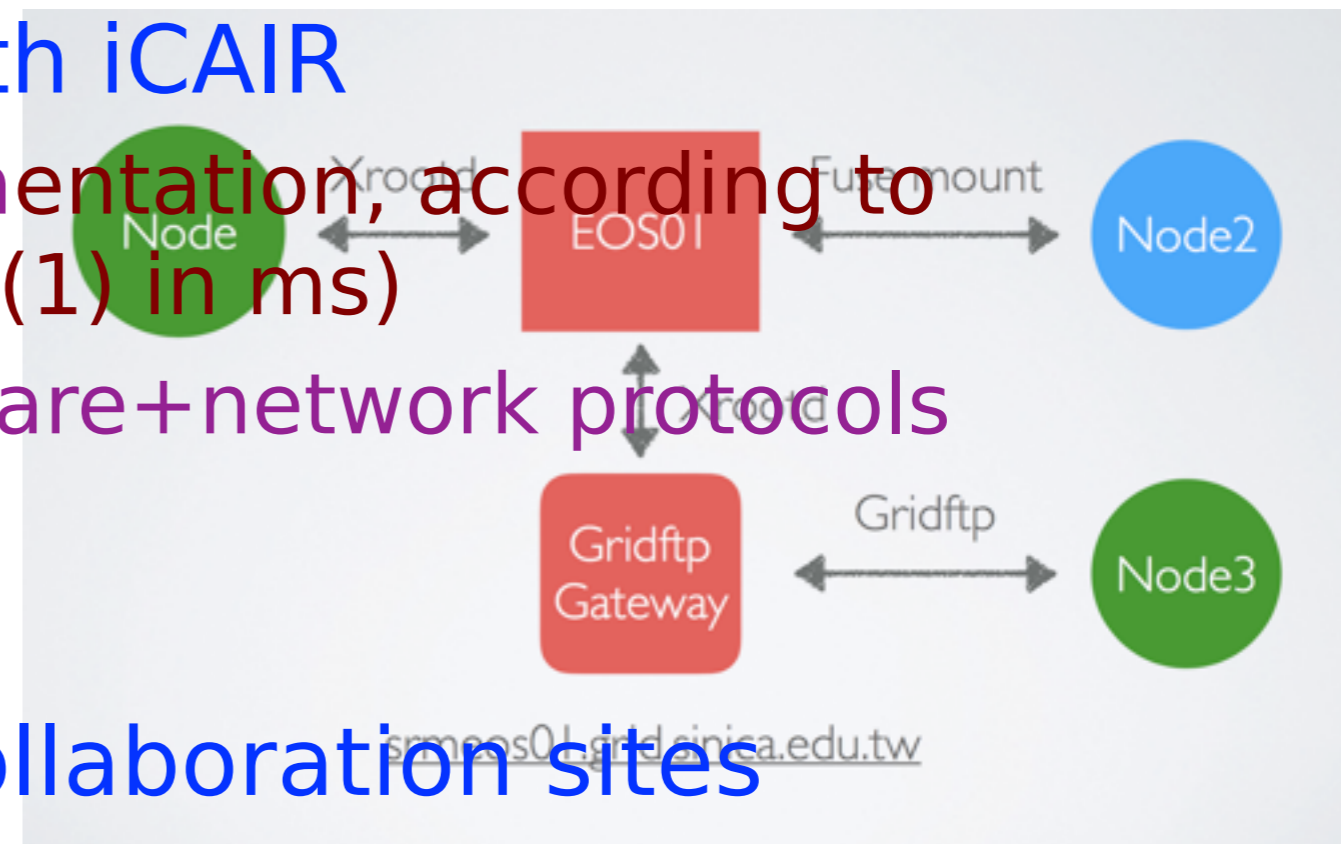 th iCAIR
Xrootd
Fuse mount
entation, according to
Node
EOS01
Node2
(1) in ms)
Xrootd
are+network protocols
Gridftp
Gridftp
Gateway
Node3
srmeos01.grid.sinica.edu.tw
ollaboration sites